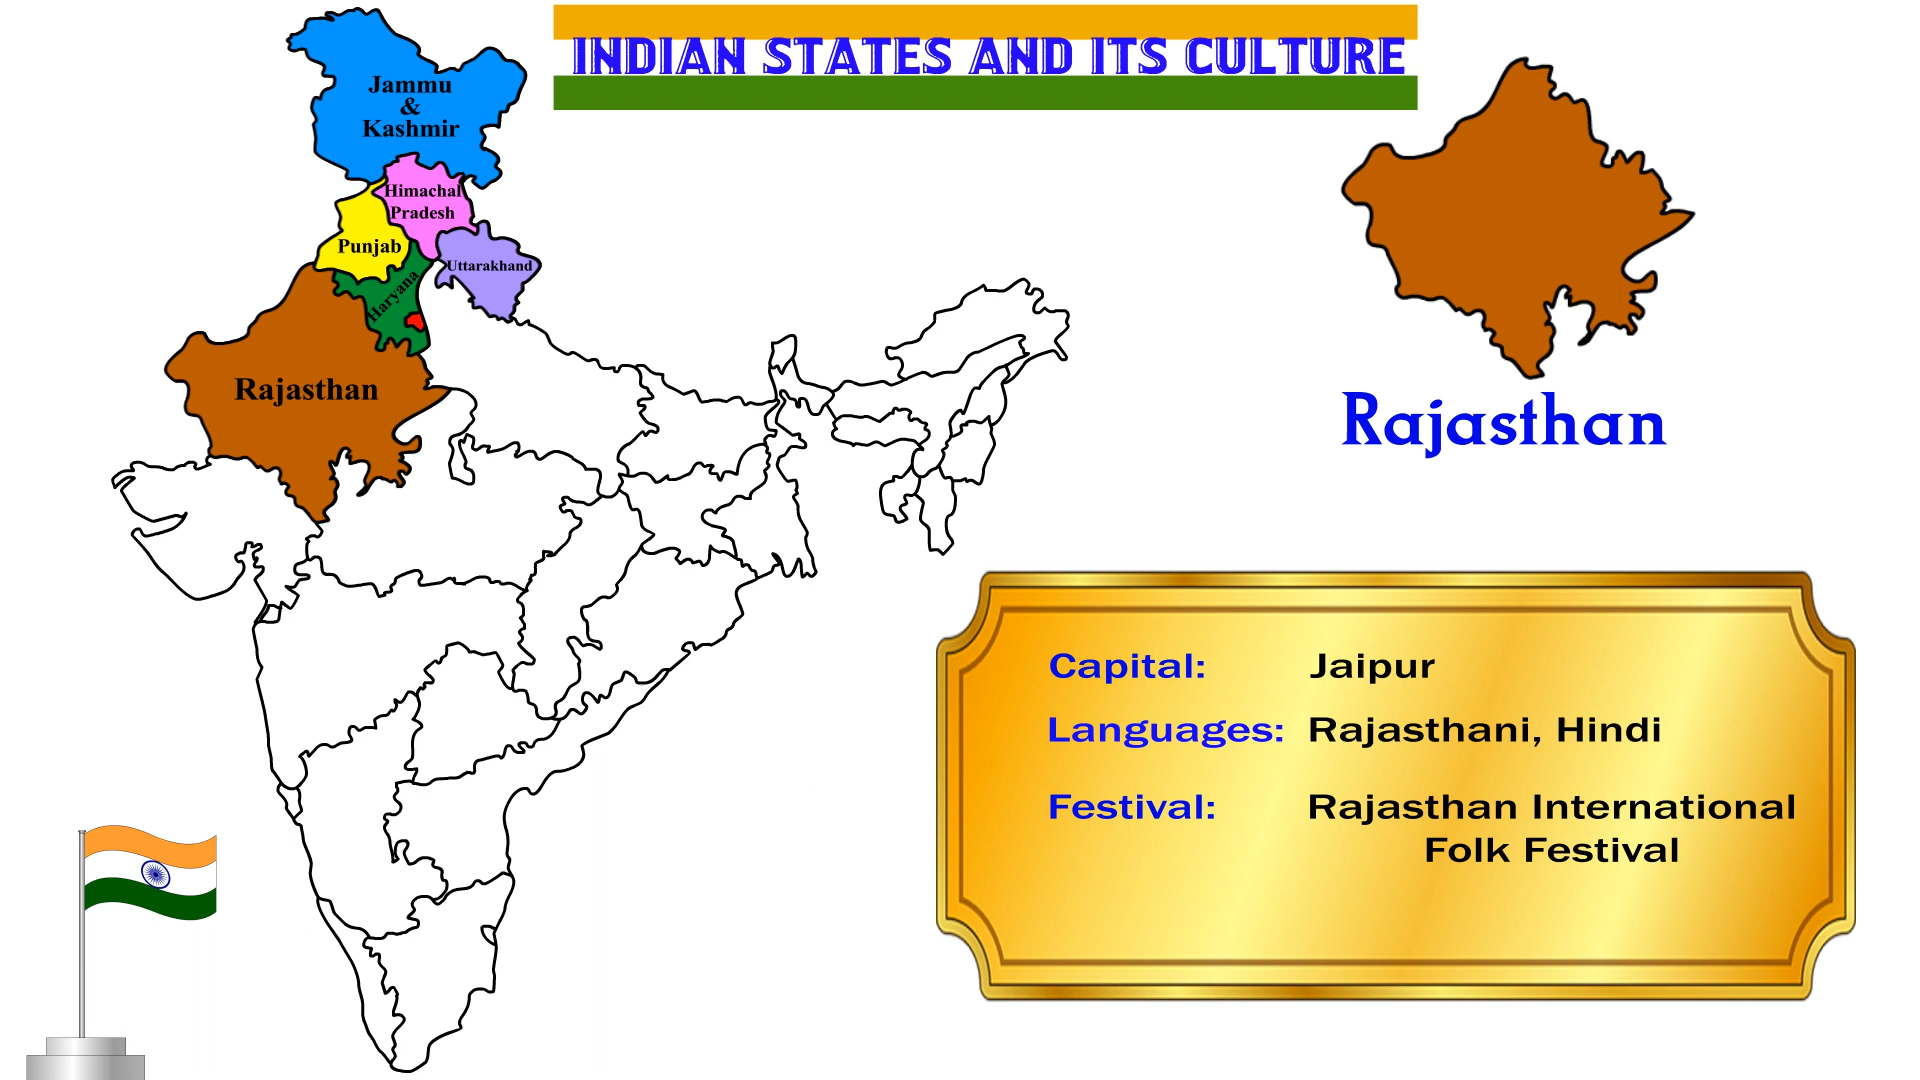 INDIAN STATES AND ITS CULTURE
Jammu
&
Kashmir
Himachal
Pradesh
Punjab
Uttarakhand
Haryana
Rajasthan
Rajasthan
Capital: Jaipur
Languages: Rajasthani, Hindi
Festival: Rajasthan International
Folk Festival